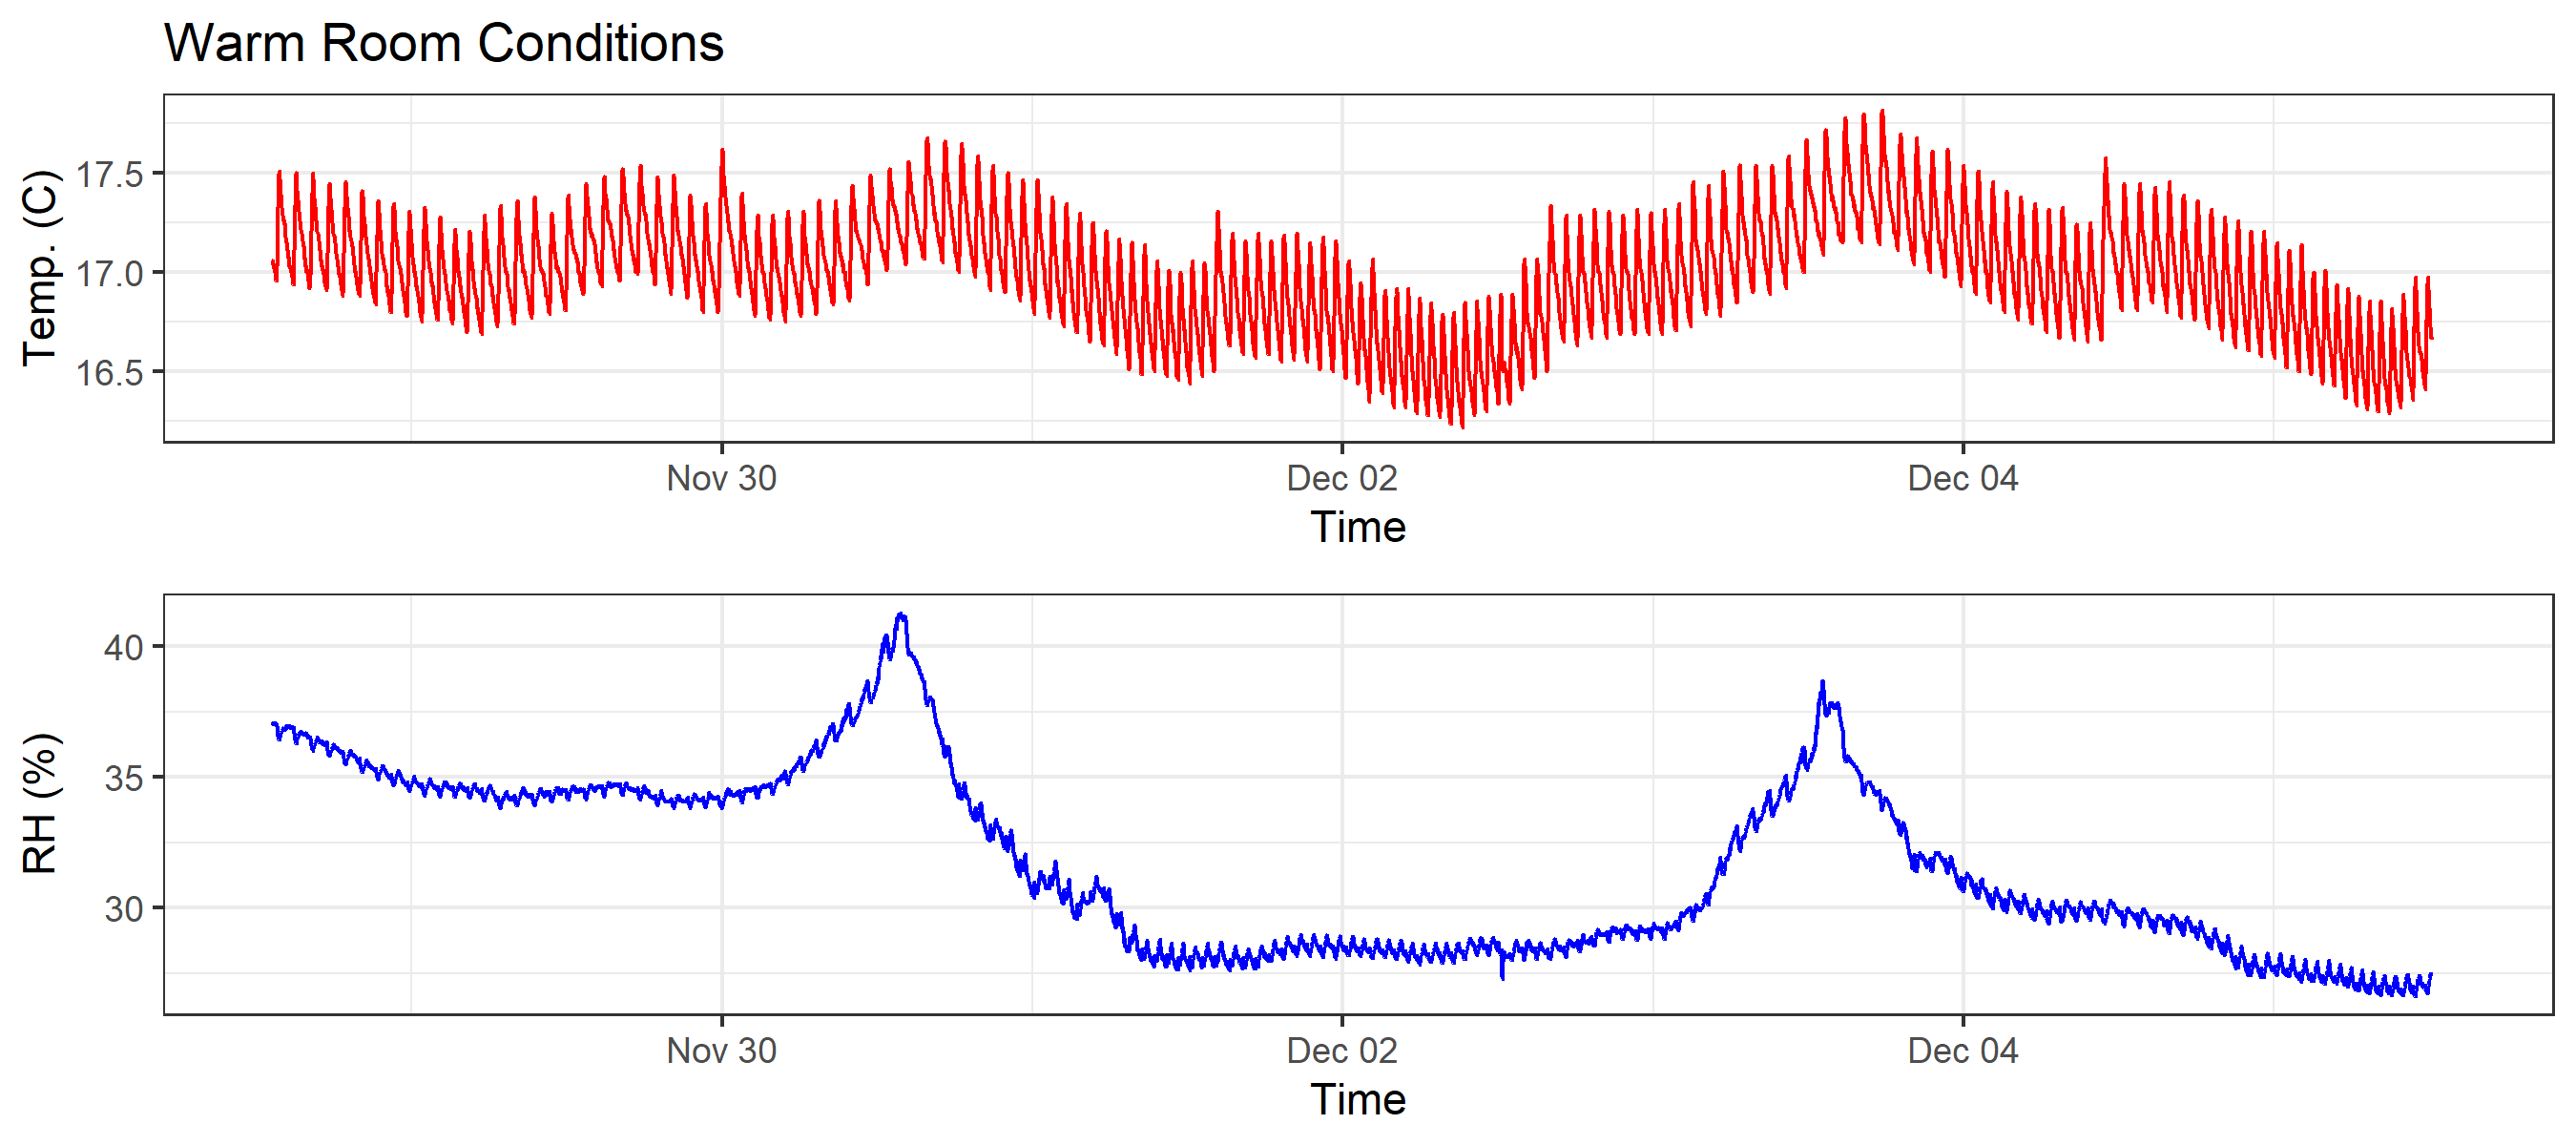 Warm Room Conditions
Temp. (C)
17.5
17.0
16.5
Nov 30 Dec 02 Dec 04
Time
RH (%)
40
35
30
Nov 30 Dec 02 Dec 04
Time